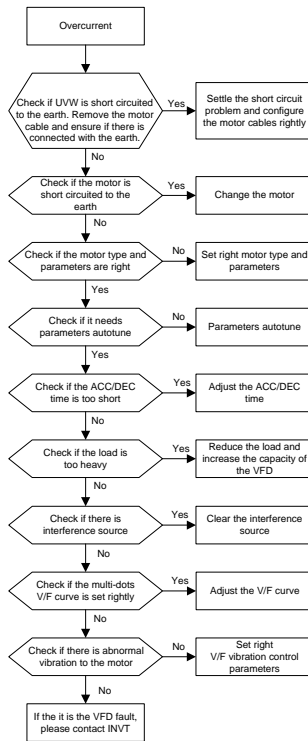 Overcurrent
Check if UVW is short circuited
to the earth. Remove the motor
cable and ensure if there is
connected with the earth.
Yes
Settle the short circuit
problem and configure
the motor cables rightly
No
Check if the motor is
short circuited to the
earth
Yes
Change the motor
No
Check if the motor type and
parameters are right
No
Set right motor type and
parameters
Yes
Check if it needs
parameters autotune
No
Parameters autotune
Yes
Check if the ACC/DEC
time is too short
Yes
Adjust the ACC/DEC
time
No
Check if the load is
too heavy
Yes
Reduce the load and
increase the capacity of
the VFD
No
Check if there is
interference source
Yes
Clear the interference
source
No
Check if the multi-dots
V/F curve is set rightly
Yes
Adjust the V/F curve
No
Check if there is abnormal
vibration to the motor
No
Set right
V/F vibration control
parameters
No
If the it is the VFD fault,
please contact INVT